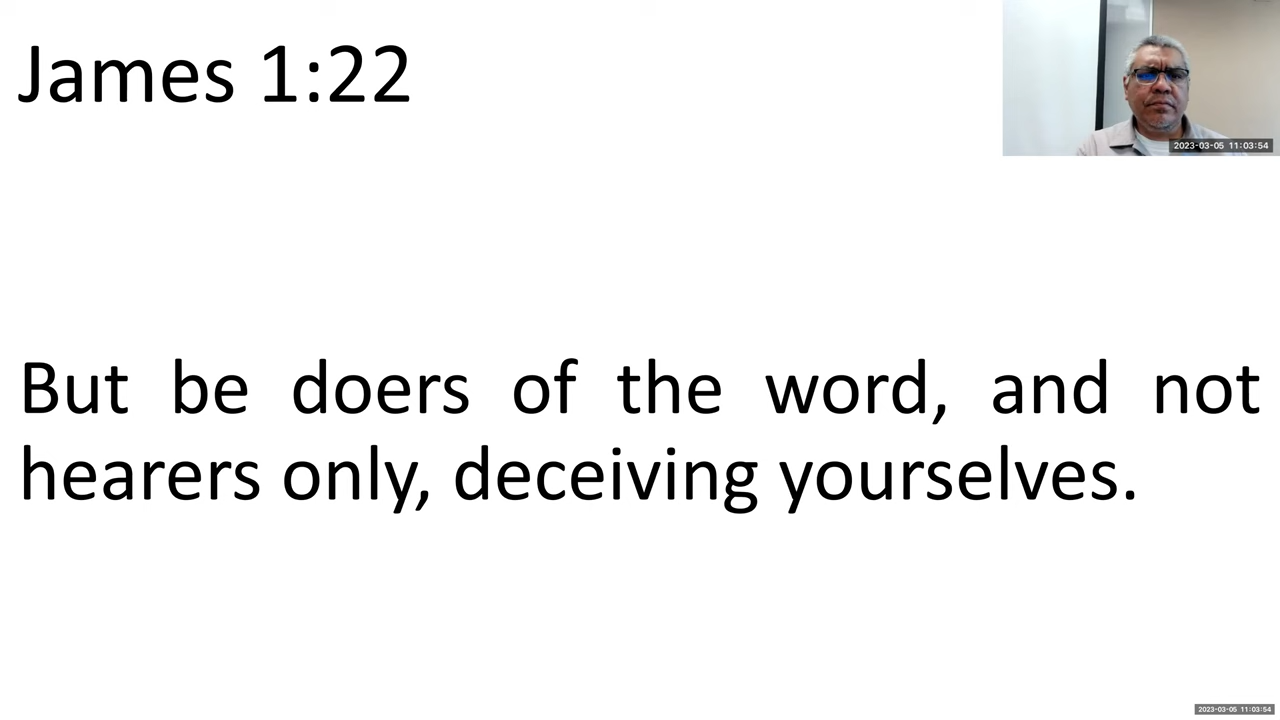 James 1:22
2023-03-05 11:03:54
But be doers of the word, and not
hearers only, deceiving yourselves.
2023-03-05 11:03:54